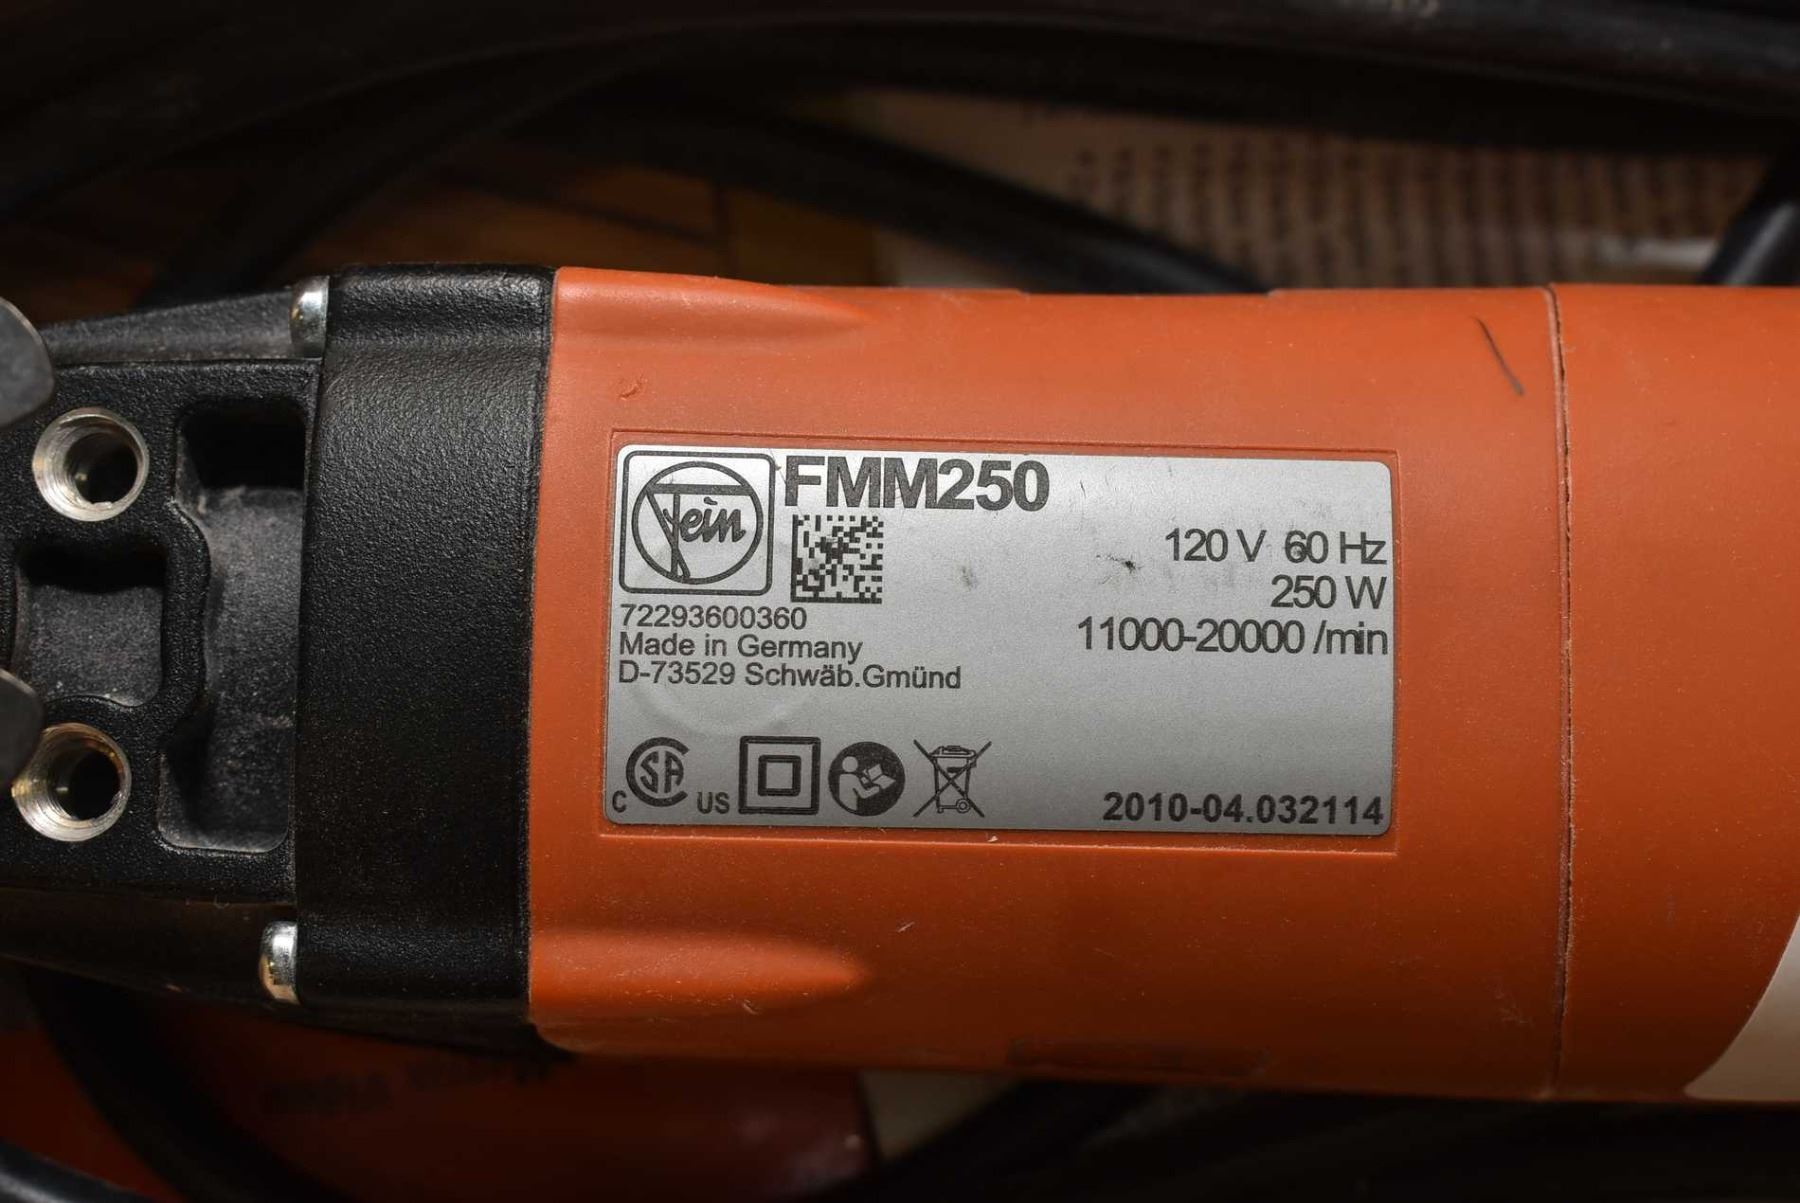 Fein
FMM250
120 V 60 Hz
250 W
11000-20000 /min
72293600360
Made in Germany
D-73529 Schwäb.Gmünd
C SA US
2010-04.032114